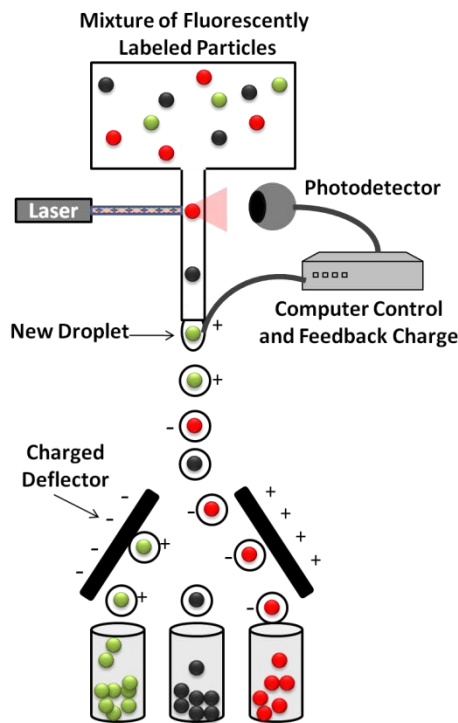 Mixture of Fluorescently
Labeled Particles
Laser
Photodetector
Computer Control
and Feedback Charge
New Droplet
+
+
-
Charged
Deflector
- - - -
+ + + +
-
+
-
+
-